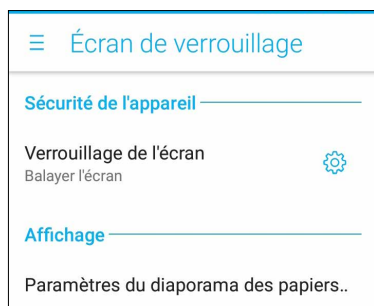 Écran de verrouillage
Sécurité de l'appareil
Verrouillage de l'écran
Balayer l'écran
Affichage
Paramètres du diaporama des papiers..